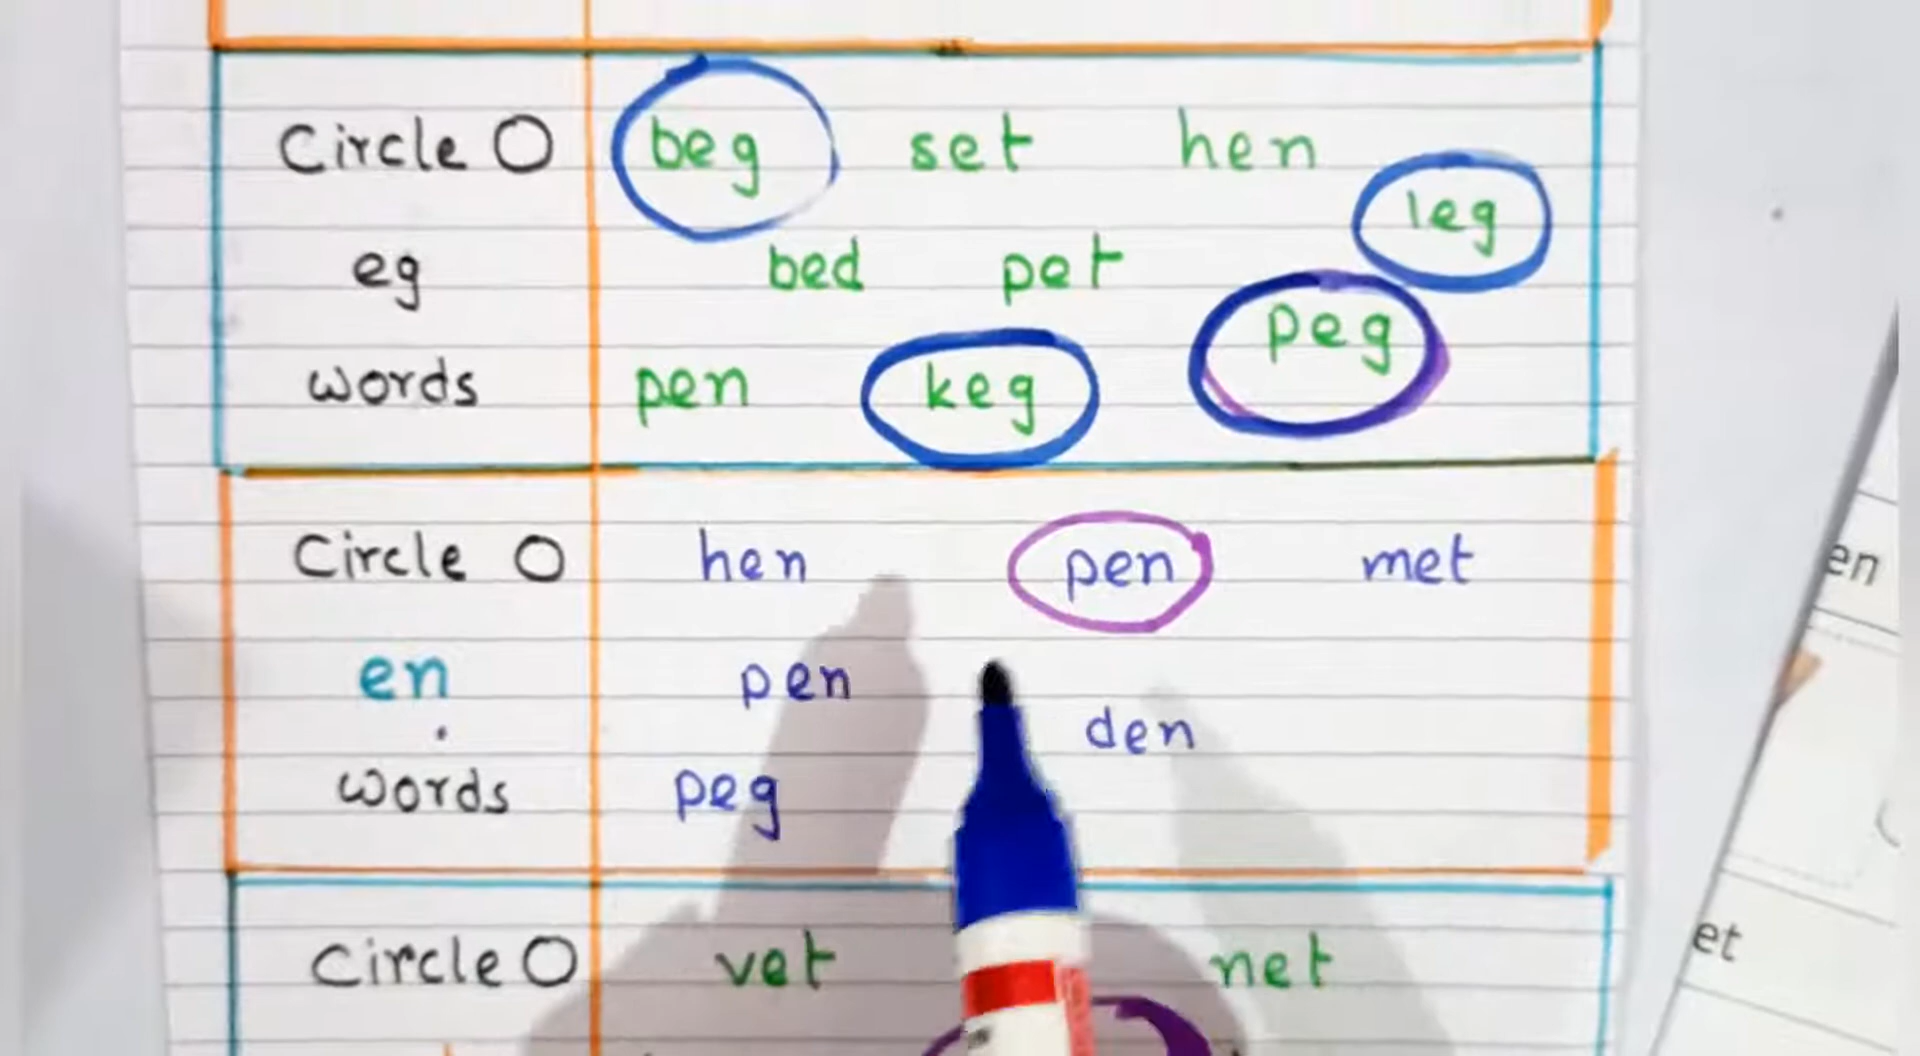 Circle O beg set hen
leg
eg bed pet
peg
words pen keg
Circle O hen pen met
en pen
den
words peg
Circle O vet net
en
et